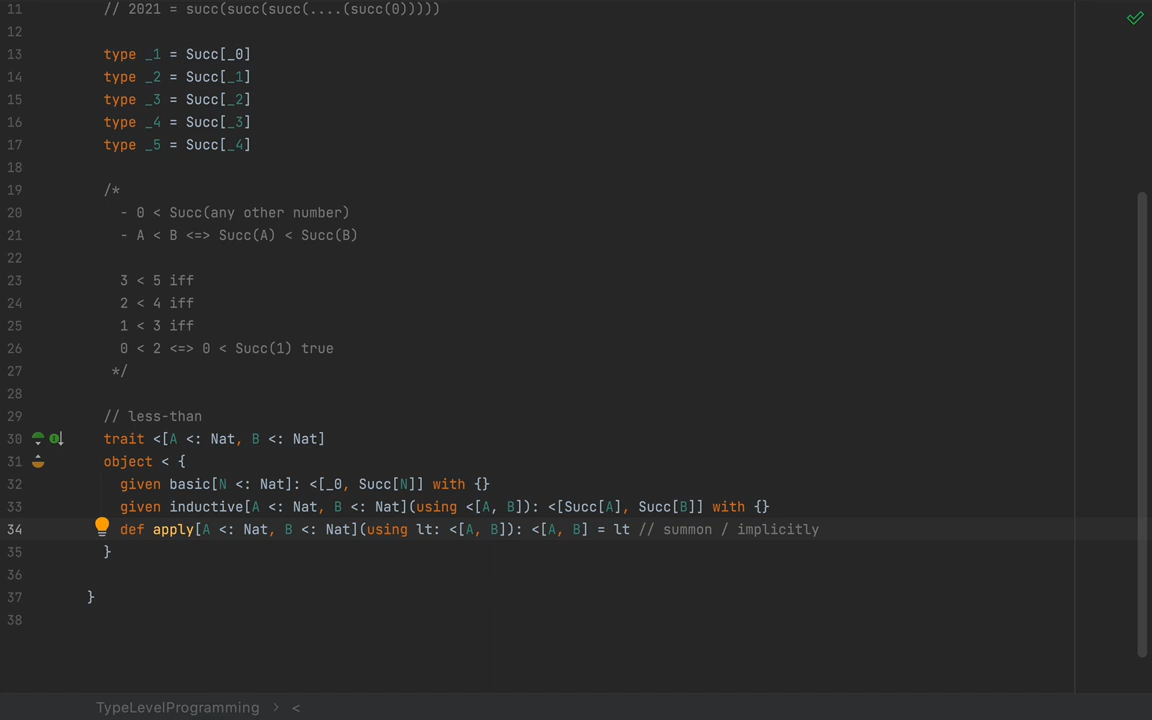 11 // 2021 = succ(succ(succ(....(succ(0)))))
12
13 type _1 = Succ[_0]
14 type _2 = Succ[_1]
15 type _3 = Succ[_2]
16 type _4 = Succ[_3]
17 type _5 = Succ[_4]
18
19 /*
20 - 0 < Succ(any other number)
21 - A < B <=> Succ(A) < Succ(B)
22
23 3 < 5 iff
24 2 < 4 iff
25 1 < 3 iff
26 0 < 2 <=> 0 < Succ(1) true
27 */
28
29 // less-than
30 trait <[A <: Nat, B <: Nat]
31 object < {
32 given basic[N <: Nat]: <[_0, Succ[N]] with {}
33 given inductive[A <: Nat, B <: Nat](using <[A, B]): <[Succ[A], Succ[B]] with {}
34 def apply[A <: Nat, B <: Nat](using lt: <[A, B]): <[A, B] = lt // summon / implicitly
35 }
36
37 }
38
TypeLevelProgramming > <